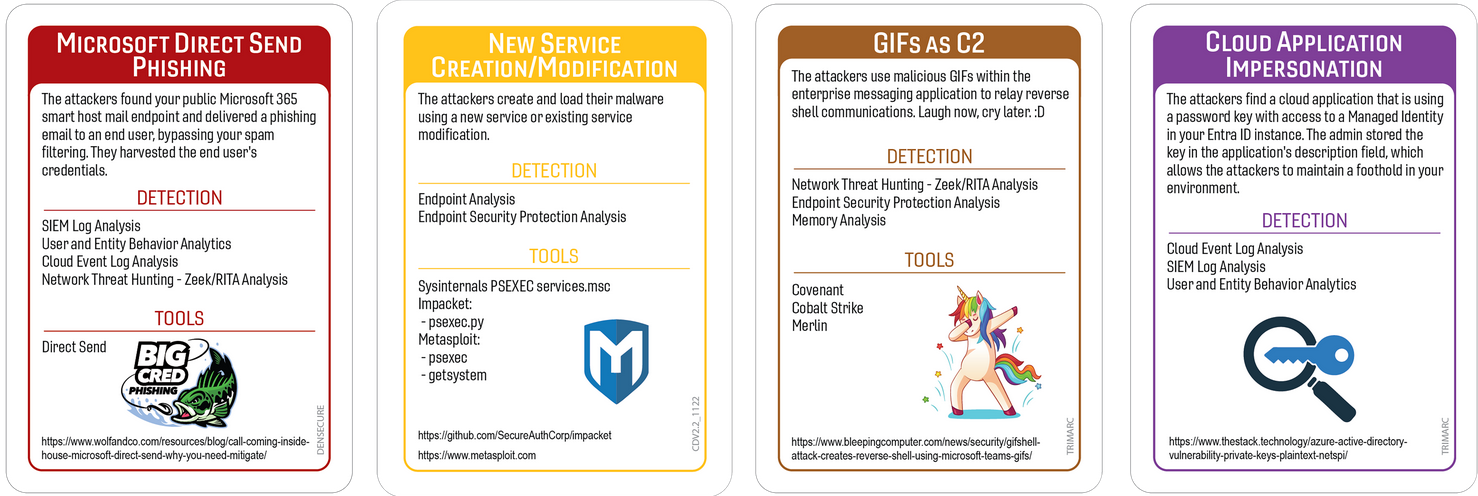 MICROSOFT DIRECT SEND
PHISHING
The attackers found your public Microsoft 365
smart host mail endpoint and delivered a phishing
email to an end user, bypassing your spam
filtering. They harvested the end user's
credentials.
DETECTION
SIEM Log Analysis
User and Entity Behavior Analytics
Cloud Event Log Analysis
Network Threat Hunting - Zeek/RITA Analysis
TOOLS
Direct Send
BIG
CRED
PHISHING
https://www.wolfandco.com/resources/blog/call-coming-inside-
house-microsoft-direct-send-why-you-need-mitigate/
DENSECURE
NEW SERVICE
CREATION/MODIFICATION
The attackers create and load their malware
using a new service or existing service
modification.
DETECTION
Endpoint Analysis
Endpoint Security Protection Analysis
TOOLS
Sysinternals PSEXEC services.msc
Impacket:
- psexec.py
Metasploit:
- psexec
- getsystem
M
https://github.com/SecureAuthCorp/impacket
https://www.metasploit.com
CDV2.2_1122
GIFS AS C2
The attackers use malicious GIFs within the
enterprise messaging application to relay reverse
shell communications. Laugh now, cry later. :D
DETECTION
Network Threat Hunting - Zeek/RITA Analysis
Endpoint Security Protection Analysis
Memory Analysis
TOOLS
Covenant
Cobalt Strike
Merlin
https://www.bleepingcomputer.com/news/security/gifshell-
attack-creates-reverse-shell-using-microsoft-teams-gifs/
TRIMARC
CLOUD APPLICATION
IMPERSONATION
The attackers find a cloud application that is using
a password key with access to a Managed Identity
in your Entra ID instance. The admin stored the
key in the application's description field, which
allows the attackers to maintain a foothold in your
environment.
DETECTION
Cloud Event Log Analysis
SIEM Log Analysis
User and Entity Behavior Analytics
https://www.thestack.technology/azure-active-directory-
vulnerability-private-keys-plaintext-netspi/
TRIMARC